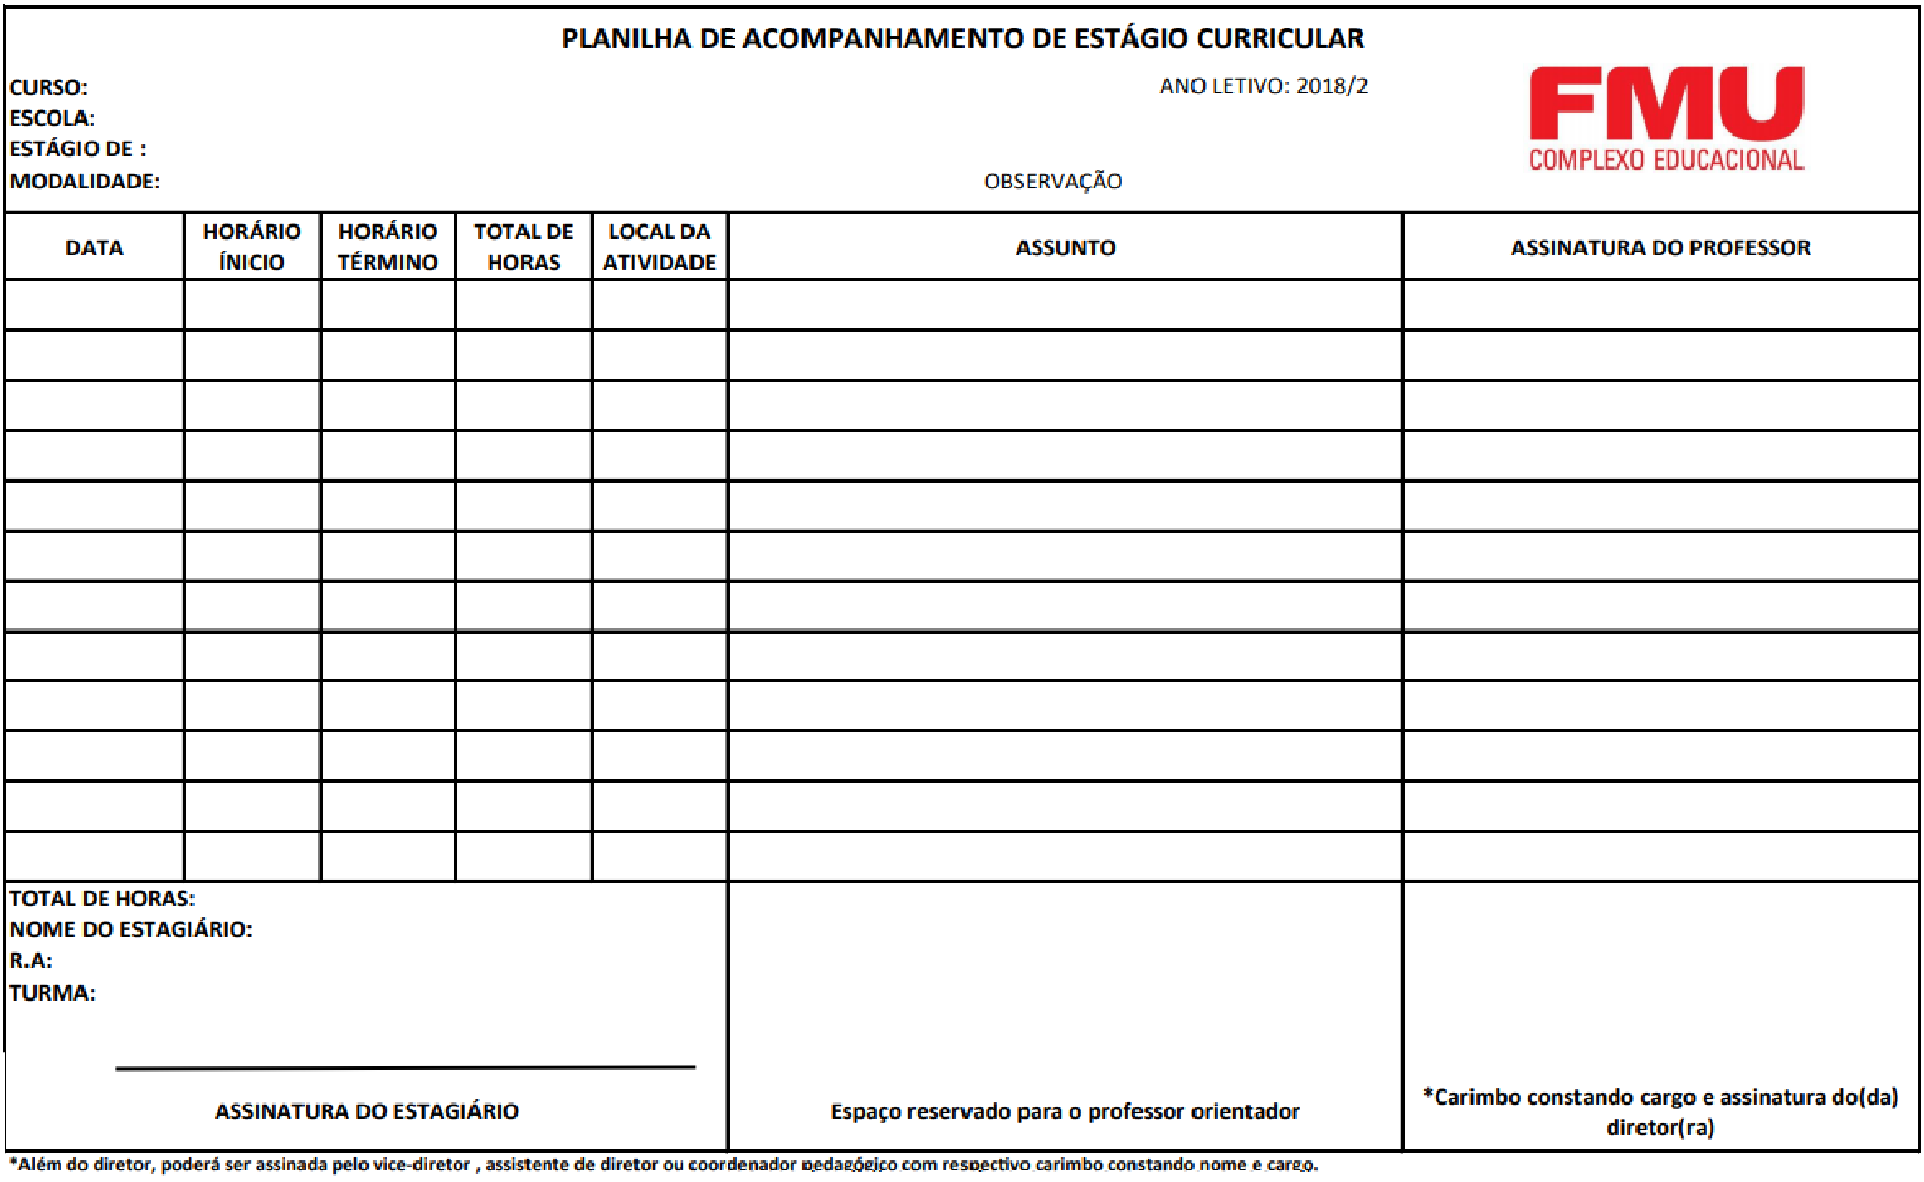 PLANILHA DE ACOMPANHAMENTO DE ESTÁGIO CURRICULAR
CURSO:
ANO LETIVO: 2018/2
ESCOLA:
ESTÁGIO DE :
MODALIDADE:
OBSERVAÇÃO
FMU
COMPLEXO EDUCACIONAL
DATA
HORÁRIO
ÍNICIO
HORÁRIO
TÉRMINO
TOTAL DE
HORAS
LOCAL DA
ATIVIDADE
ASSUNTO
ASSINATURA DO PROFESSOR
TOTAL DE HORAS:
NOME DO ESTAGIÁRIO:
R.A:
TURMA:
ASSINATURA DO ESTAGIÁRIO
Espaço reservado para o professor orientador
*Carimbo constando cargo e assinatura do(da)
diretor(ra)
*Além do diretor, poderá ser assinada pelo vice-diretor , assistente de diretor ou coordenador pedagógico com respectivo carimbo constando nome e cargo.